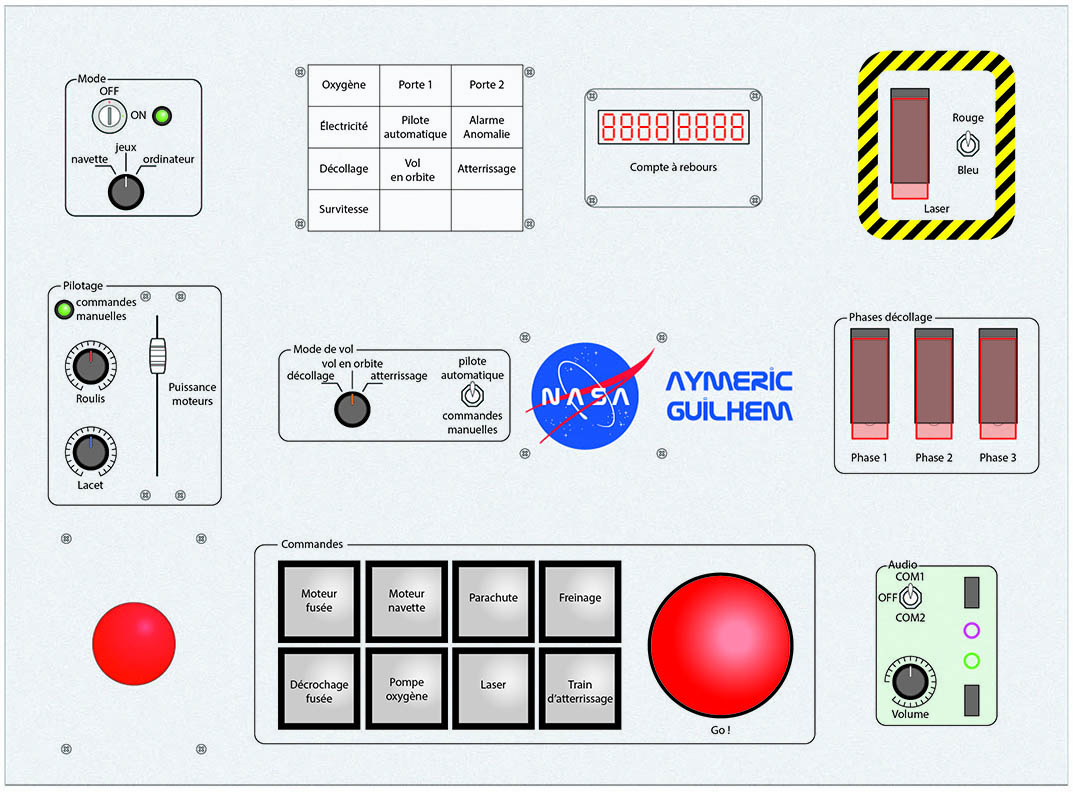 Mode
OFF
ON
jeux
navette
ordinateur
Oxygène
Porte 1
Porte 2
Électricité
Pilote
automatique
Alarme
Anomalie
Décollage
Vol
en orbite
Atterrissage
Survitesse
8888 8888
Compte à rebours
Rouge
Bleu
Laser
Pilotage
commandes
manuelles
Roulis
Puissance
moteurs
Lacet
Mode de vol
vol en orbite
décollage
atterrissage
pilote
automatique
commandes
manuelles
NASA
AYMERIC
GUILHEM
Phases décollage
Phase 1
Phase 2
Phase 3
Commandes
Moteur
fusée
Moteur
navette
Parachute
Freinage
Décrochage
fusée
Pompe
oxygène
Laser
Train
d'atterrissage
Go !
Audio
COM1
OFF
COM2
Volume